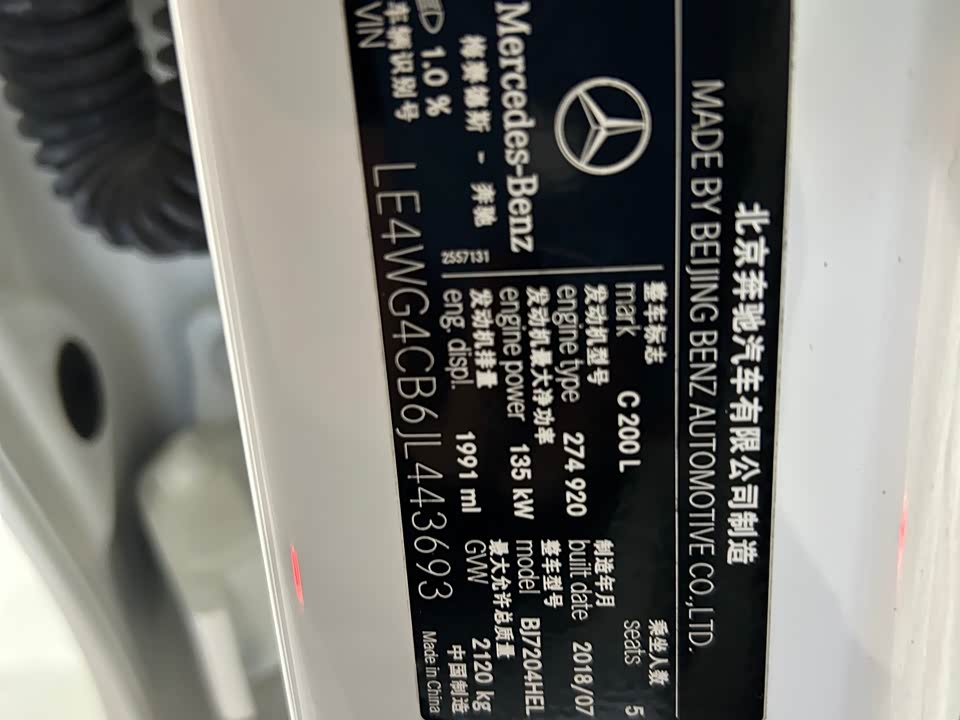 北京奔驰汽车有限公司制造
MADE BY BEIJING BENZ AUTOMOTIVE CO.,LTD.
Mercedes-Benz
梅赛德斯-奔驰
1.0 %
2557131
整车标志
mark C 200 L
乘坐人数
seats 5
发动机型号
engine type 274 920
制造年月
built date 2018/07
发动机最大净功率
engine power 135 kW
整车型号
model BJ7204HEL
发动机排量
eng. displ. 1991 ml
最大允许总质量
GVW 2120 kg
车辆识别号
VIN LE4WG4CB6JL443693
中国制造
Made in China